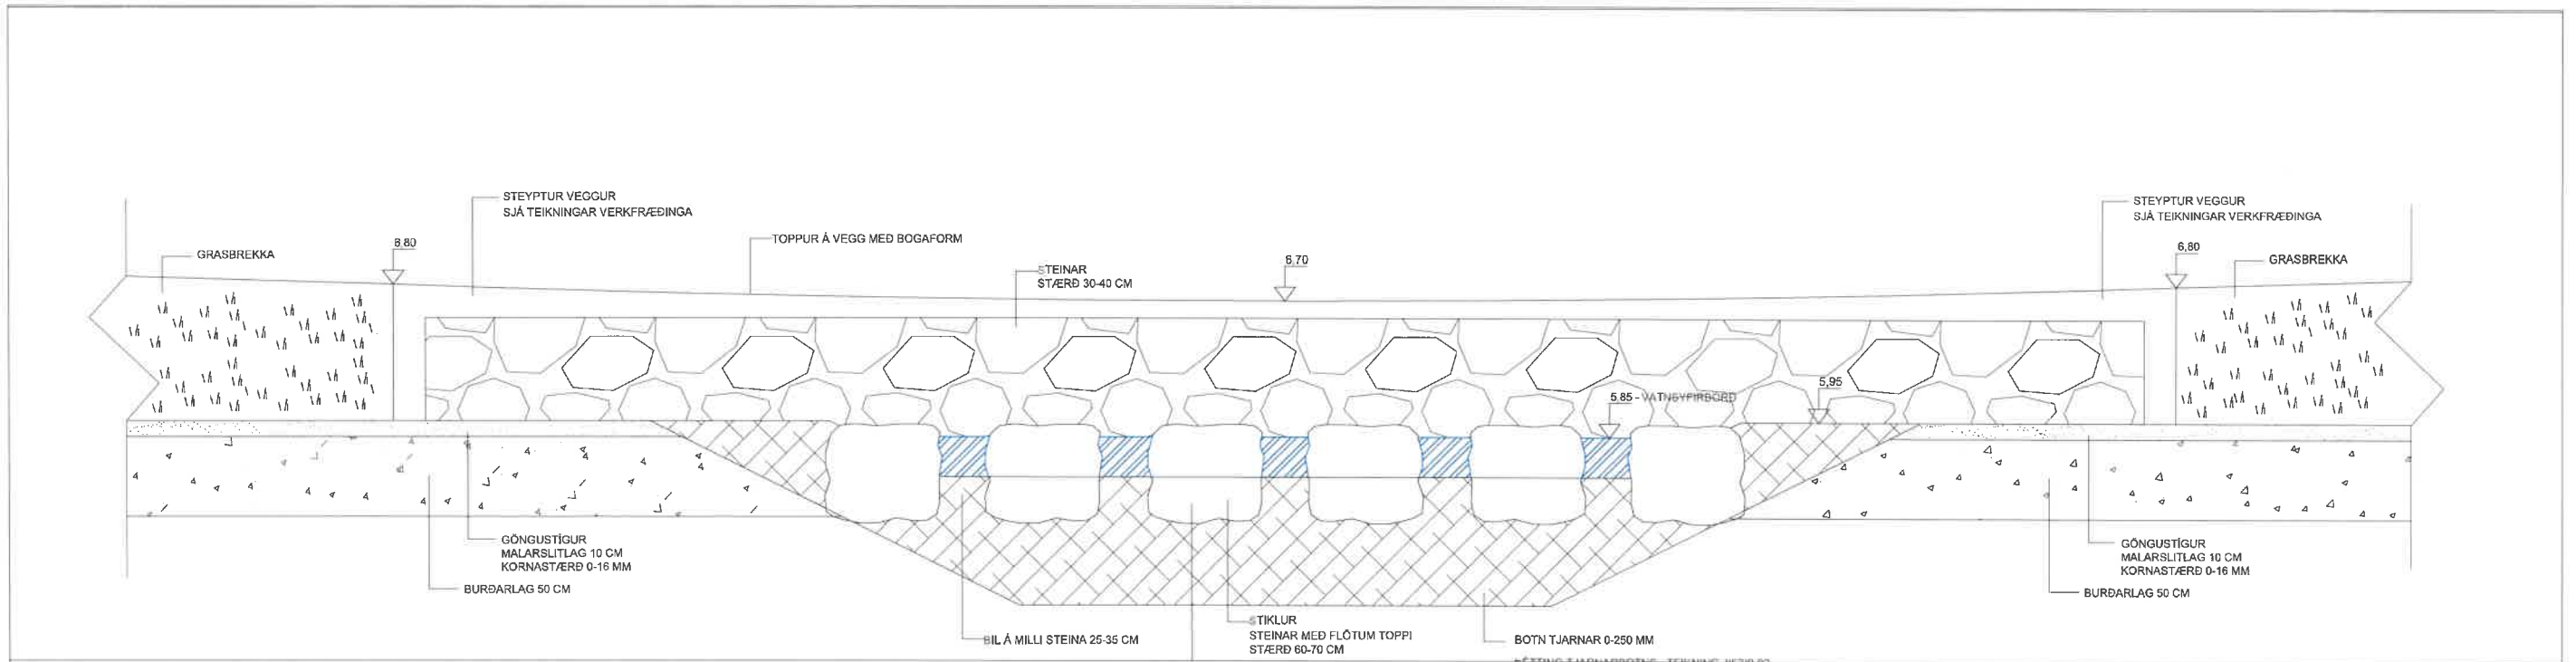 STEYPTUR VEGGUR
SJÁ TEIKNINGAR VERKFRÆÐINGA
GRASBREKKA
6,80
TOPPUR Á VEGG MEÐ BOGAFORM
STEINAR
STÆRÐ 30-40 CM
6,70
STEYPTUR VEGGUR
SJÁ TEIKNINGAR VERKFRÆÐINGA
6,80
GRASBREKKA
5,95
5,85 - VATNSYFIRBORÐ
GÖNGUSTÍGUR
MALARSLITLAG 10 CM
KORNASTÆRÐ 0-16 MM
BURÐARLAG 50 CM
BIL Á MILLI STEINA 25-35 CM
STIKLUR
STEINAR MEÐ FLÖTUM TOPPI
STÆRÐ 60-70 CM
BOTN TJARNAR 0-250 MM
GÖNGUSTÍGUR
MALARSLITLAG 10 CM
KORNASTÆRÐ 0-16 MM
BURÐARLAG 50 CM